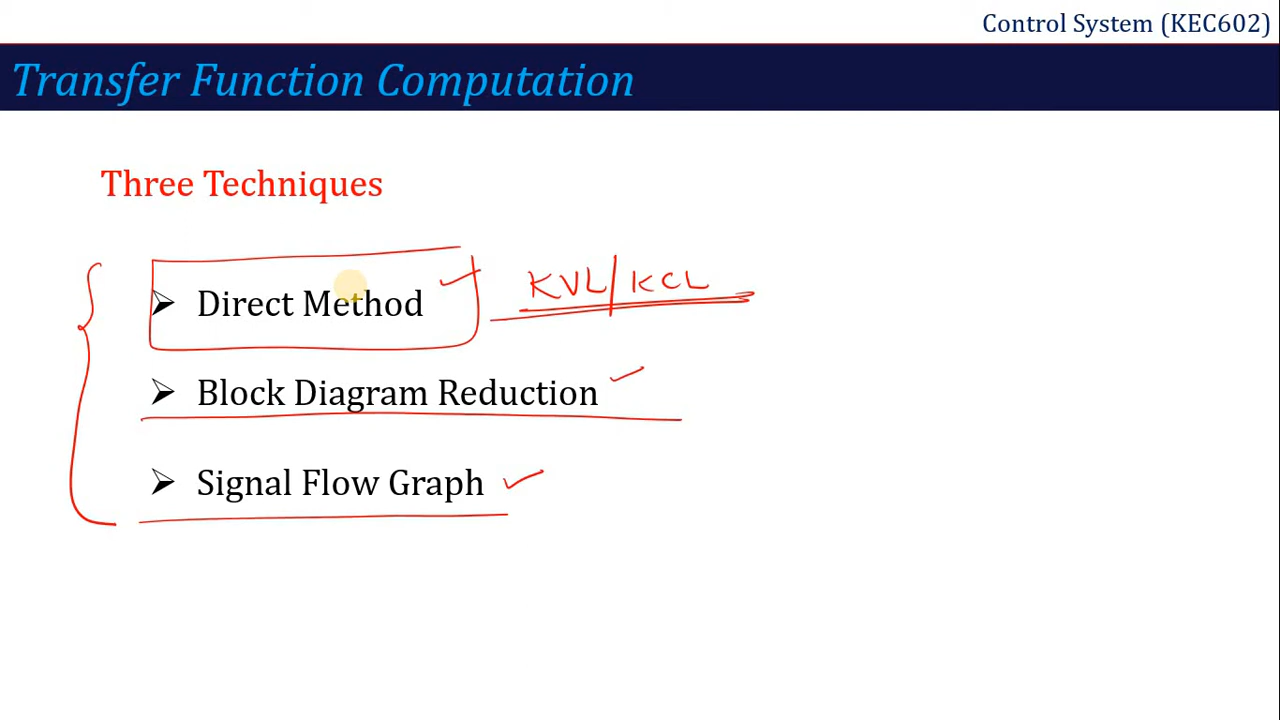 Control System (KEC602)
Transfer Function Computation
Three Techniques
➤ Direct Method KVL/KCL
➤ Block Diagram Reduction
➤ Signal Flow Graph